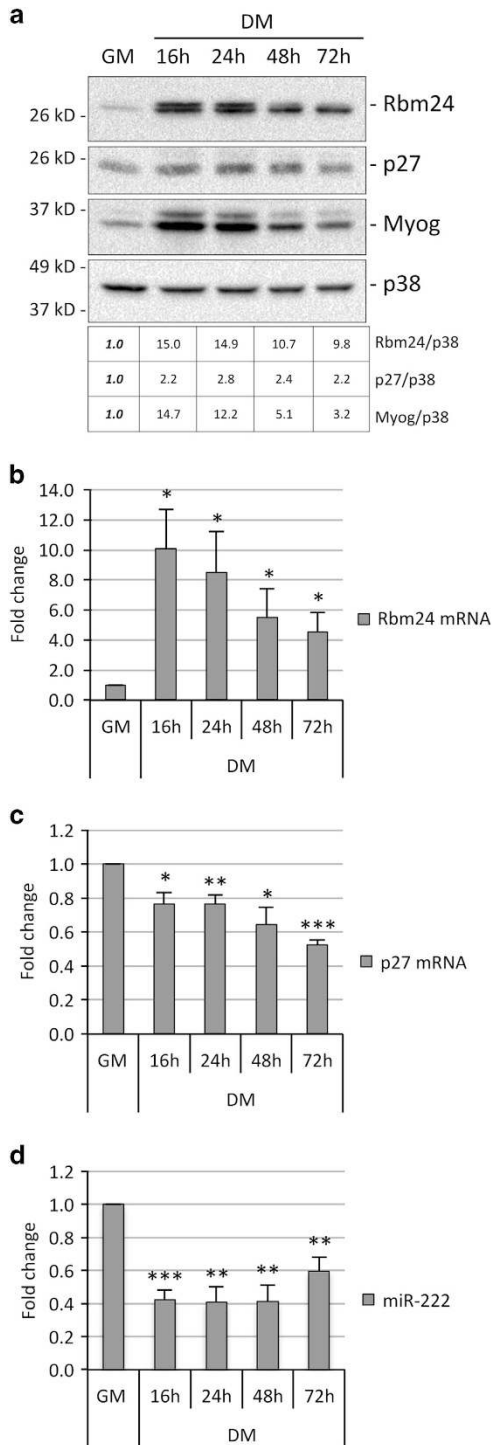 a
DM
GM 16h 24h 48h 72h
26 kD - - Rbm24
26 kD - - p27
37 kD - - Myog
49 kD - - p38
37 kD -
1.0 15.0 14.9 10.7 9.8 Rbm24/p38
1.0 2.2 2.8 2.4 2.2 p27/p38
1.0 14.7 12.2 5.1 3.2 Myog/p38
b
Fold change
14.0
12.0
10.0
8.0
6.0
4.0
2.0
0.0
* * * *
Rbm24 mRNA
GM 16h 24h 48h 72h
DM
c
Fold change
1.2
1.0
0.8
0.6
0.4
0.2
0.0
* ** * ***
p27 mRNA
GM 16h 24h 48h 72h
DM
d
Fold change
1.2
1.0
0.8
0.6
0.4
0.2
0.0
*** ** ** **
miR-222
GM 16h 24h 48h 72h
DM